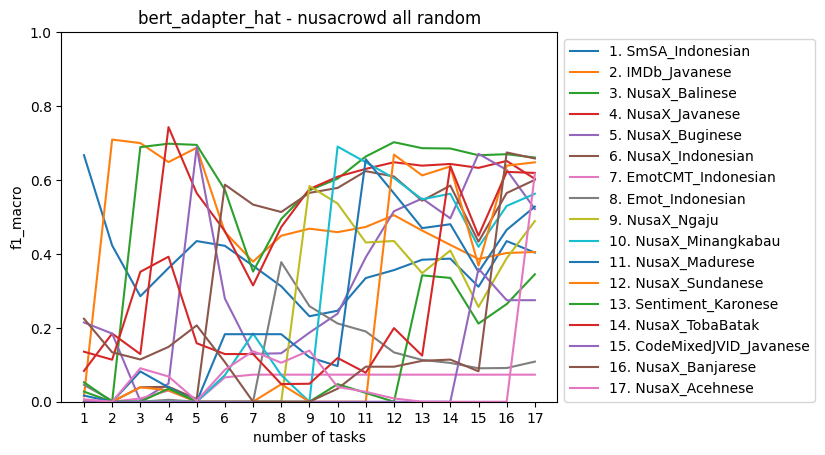 bert_adapter_hat - nusacrowd all random
1.0
0.8
0.6
0.4
0.2
0.0
f1_macro
1 2 3 4 5 6 7 8 9 10 11 12 13 14 15 16 17
number of tasks
1. SmSA_Indonesian
2. IMDb_Javanese
3. NusaX_Balinese
4. NusaX_Javanese
5. NusaX_Buginese
6. NusaX_Indonesian
7. EmotCMT_Indonesian
8. Emot_Indonesian
9. NusaX_Ngaju
10. NusaX_Minangkabau
11. NusaX_Madurese
12. NusaX_Sundanese
13. Sentiment_Karonese
14. NusaX_TobaBatak
15. CodeMixedJVID_Javanese
16. NusaX_Banjarese
17. NusaX_Acehnese